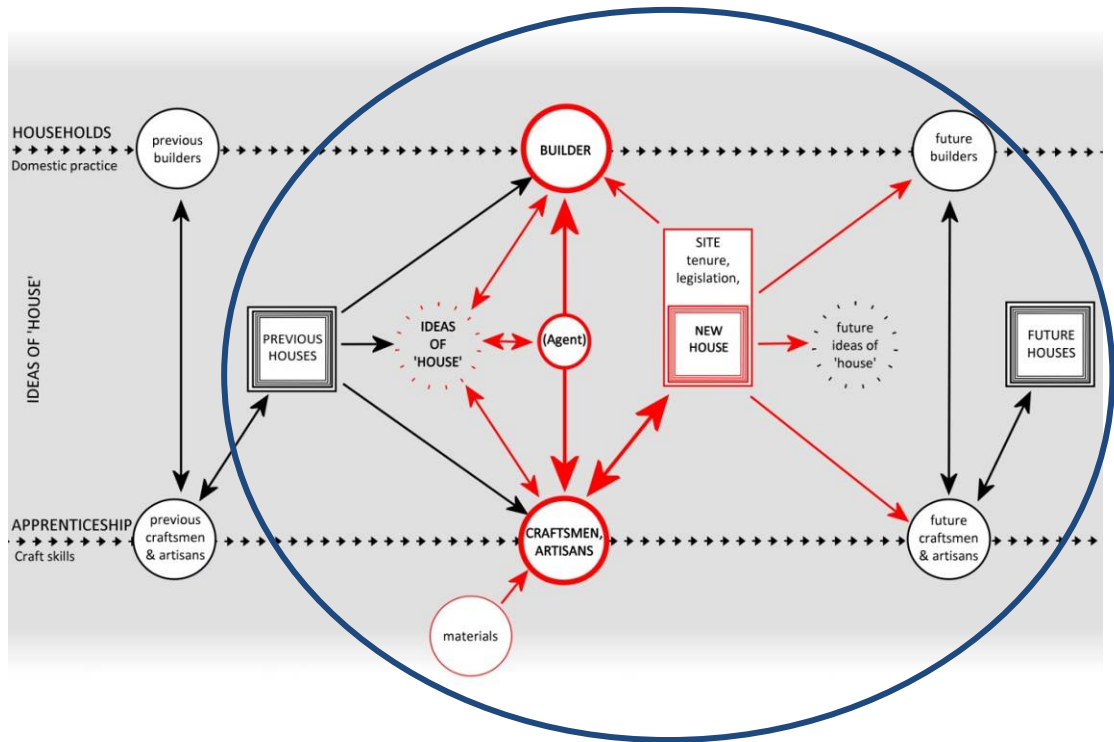 HOUSEHOLDS
Domestic practice
previous
builders
BUILDER
future
builders
IDEAS OF 'HOUSE'
PREVIOUS
HOUSES
IDEAS
OF
'HOUSE'
(Agent)
SITE
tenure,
legislation,
NEW
HOUSE
future
ideas of
'house'
FUTURE
HOUSES
APPRENTICESHIP
Craft skills
previous
craftsmen
& artisans
CRAFTSMEN,
ARTISANS
future
craftsmen
& artisans
materials